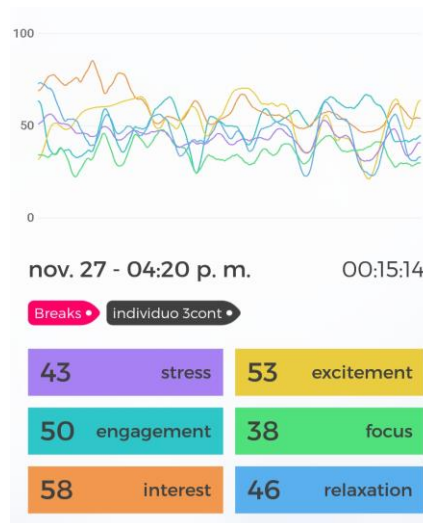 100
50
0
nov. 27 - 04:20 p. m. 00:15:14
Breaks individuo 3cont
43 stress 53 excitement
50 engagement 38 focus
58 interest 46 relaxation